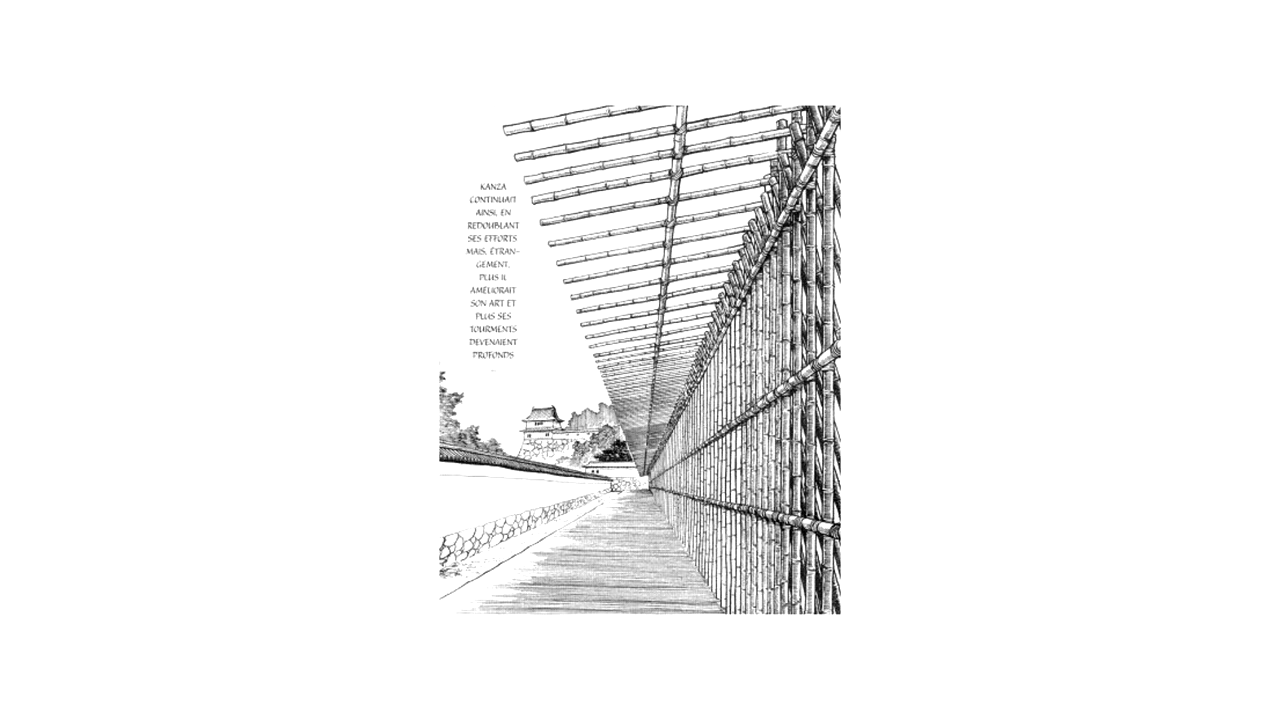 KANZA
CONTINUAIT
AINSI, EN
REDOUBLANT
SES EFFORTS
MAIS, ÉTRAN-
GEMENT,
PLUS IL
AMÉLIORAIT
SON ART ET
PLUS SES
TOURMENTS
DEVENAIENT
PROFONDS